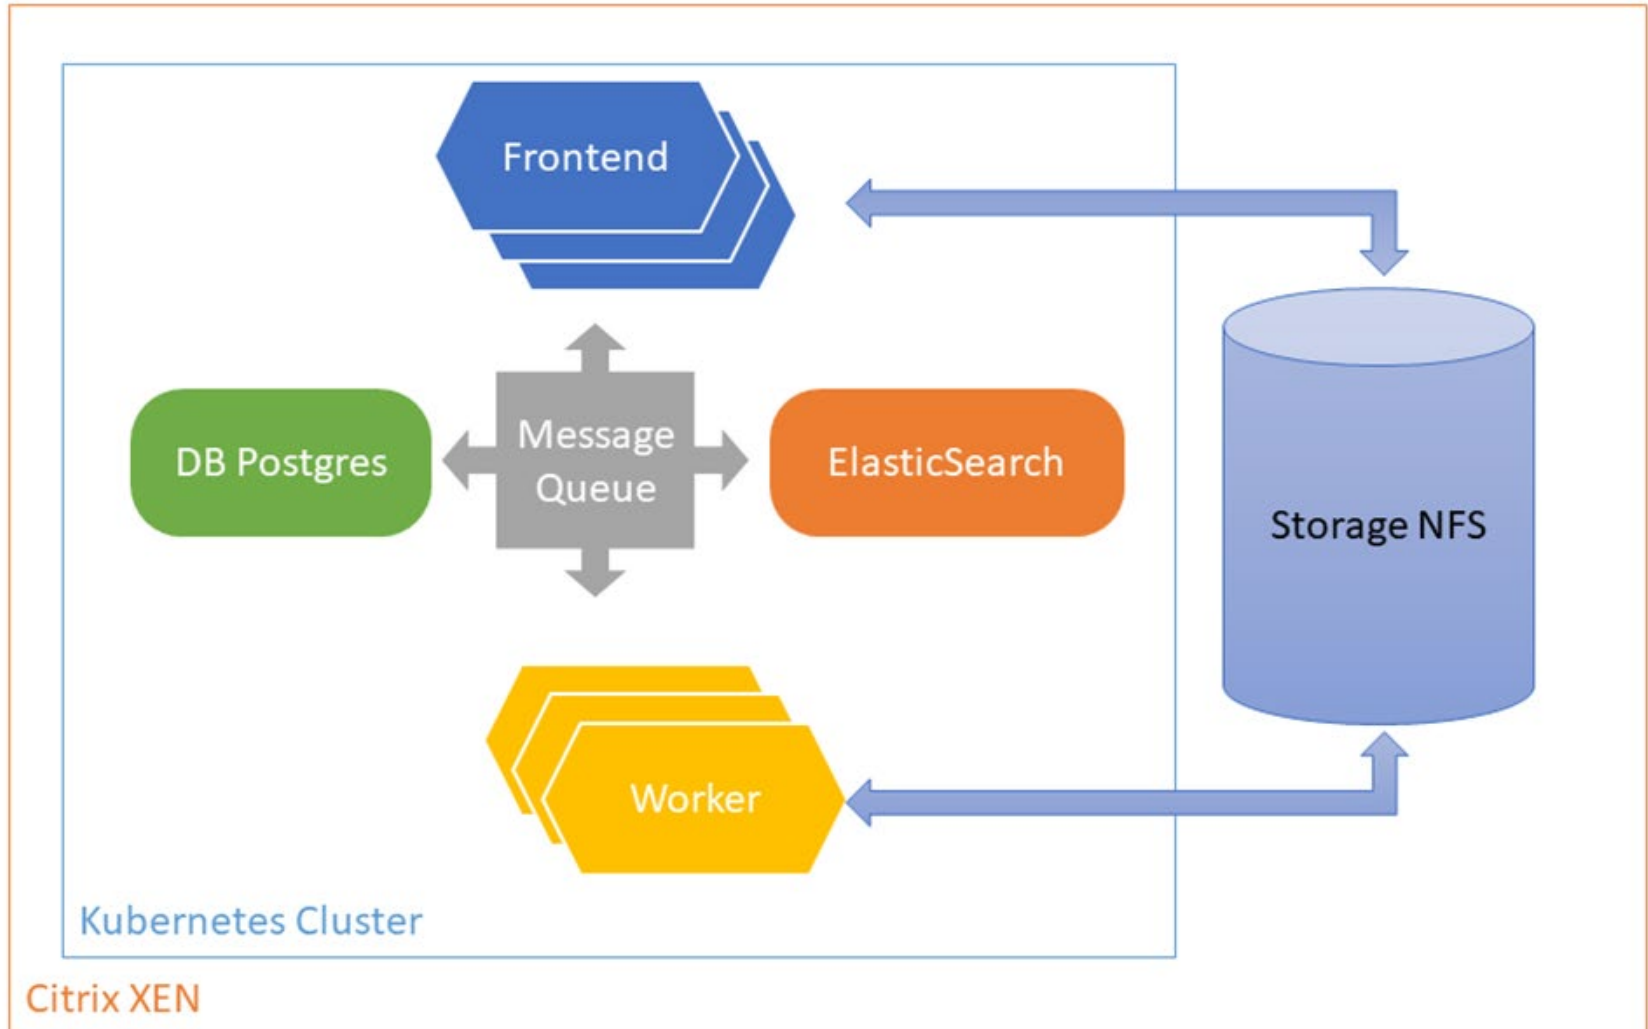 Frontend
Message
Queue
DB Postgres
ElasticSearch
Storage NFS
Worker
Kubernetes Cluster
Citrix XEN